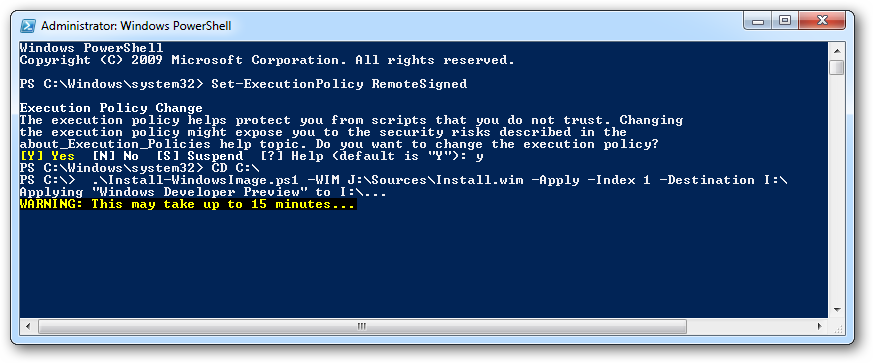 Administrator: Windows PowerShell
Windows PowerShell
Copyright (C) 2009 Microsoft Corporation. All rights reserved.
PS C:\Windows\system32> Set-ExecutionPolicy RemoteSigned
Execution Policy Change
The execution policy helps protect you from scripts that you do not trust. Changing
the execution policy might expose you to the security risks described in the
about_Execution_Policies help topic. Do you want to change the execution policy?
[Y] Yes  [N] No  [S] Suspend  [?] Help (default is "Y"): y
PS C:\Windows\system32> CD C:\
PS C:\>  .\Install-WindowsImage.ps1 -WIM J:\Sources\Install.wim -Apply -Index 1 -Destination I:\
Applying "Windows Developer Preview" to I:\...
WARNING: This may take up to 15 minutes...